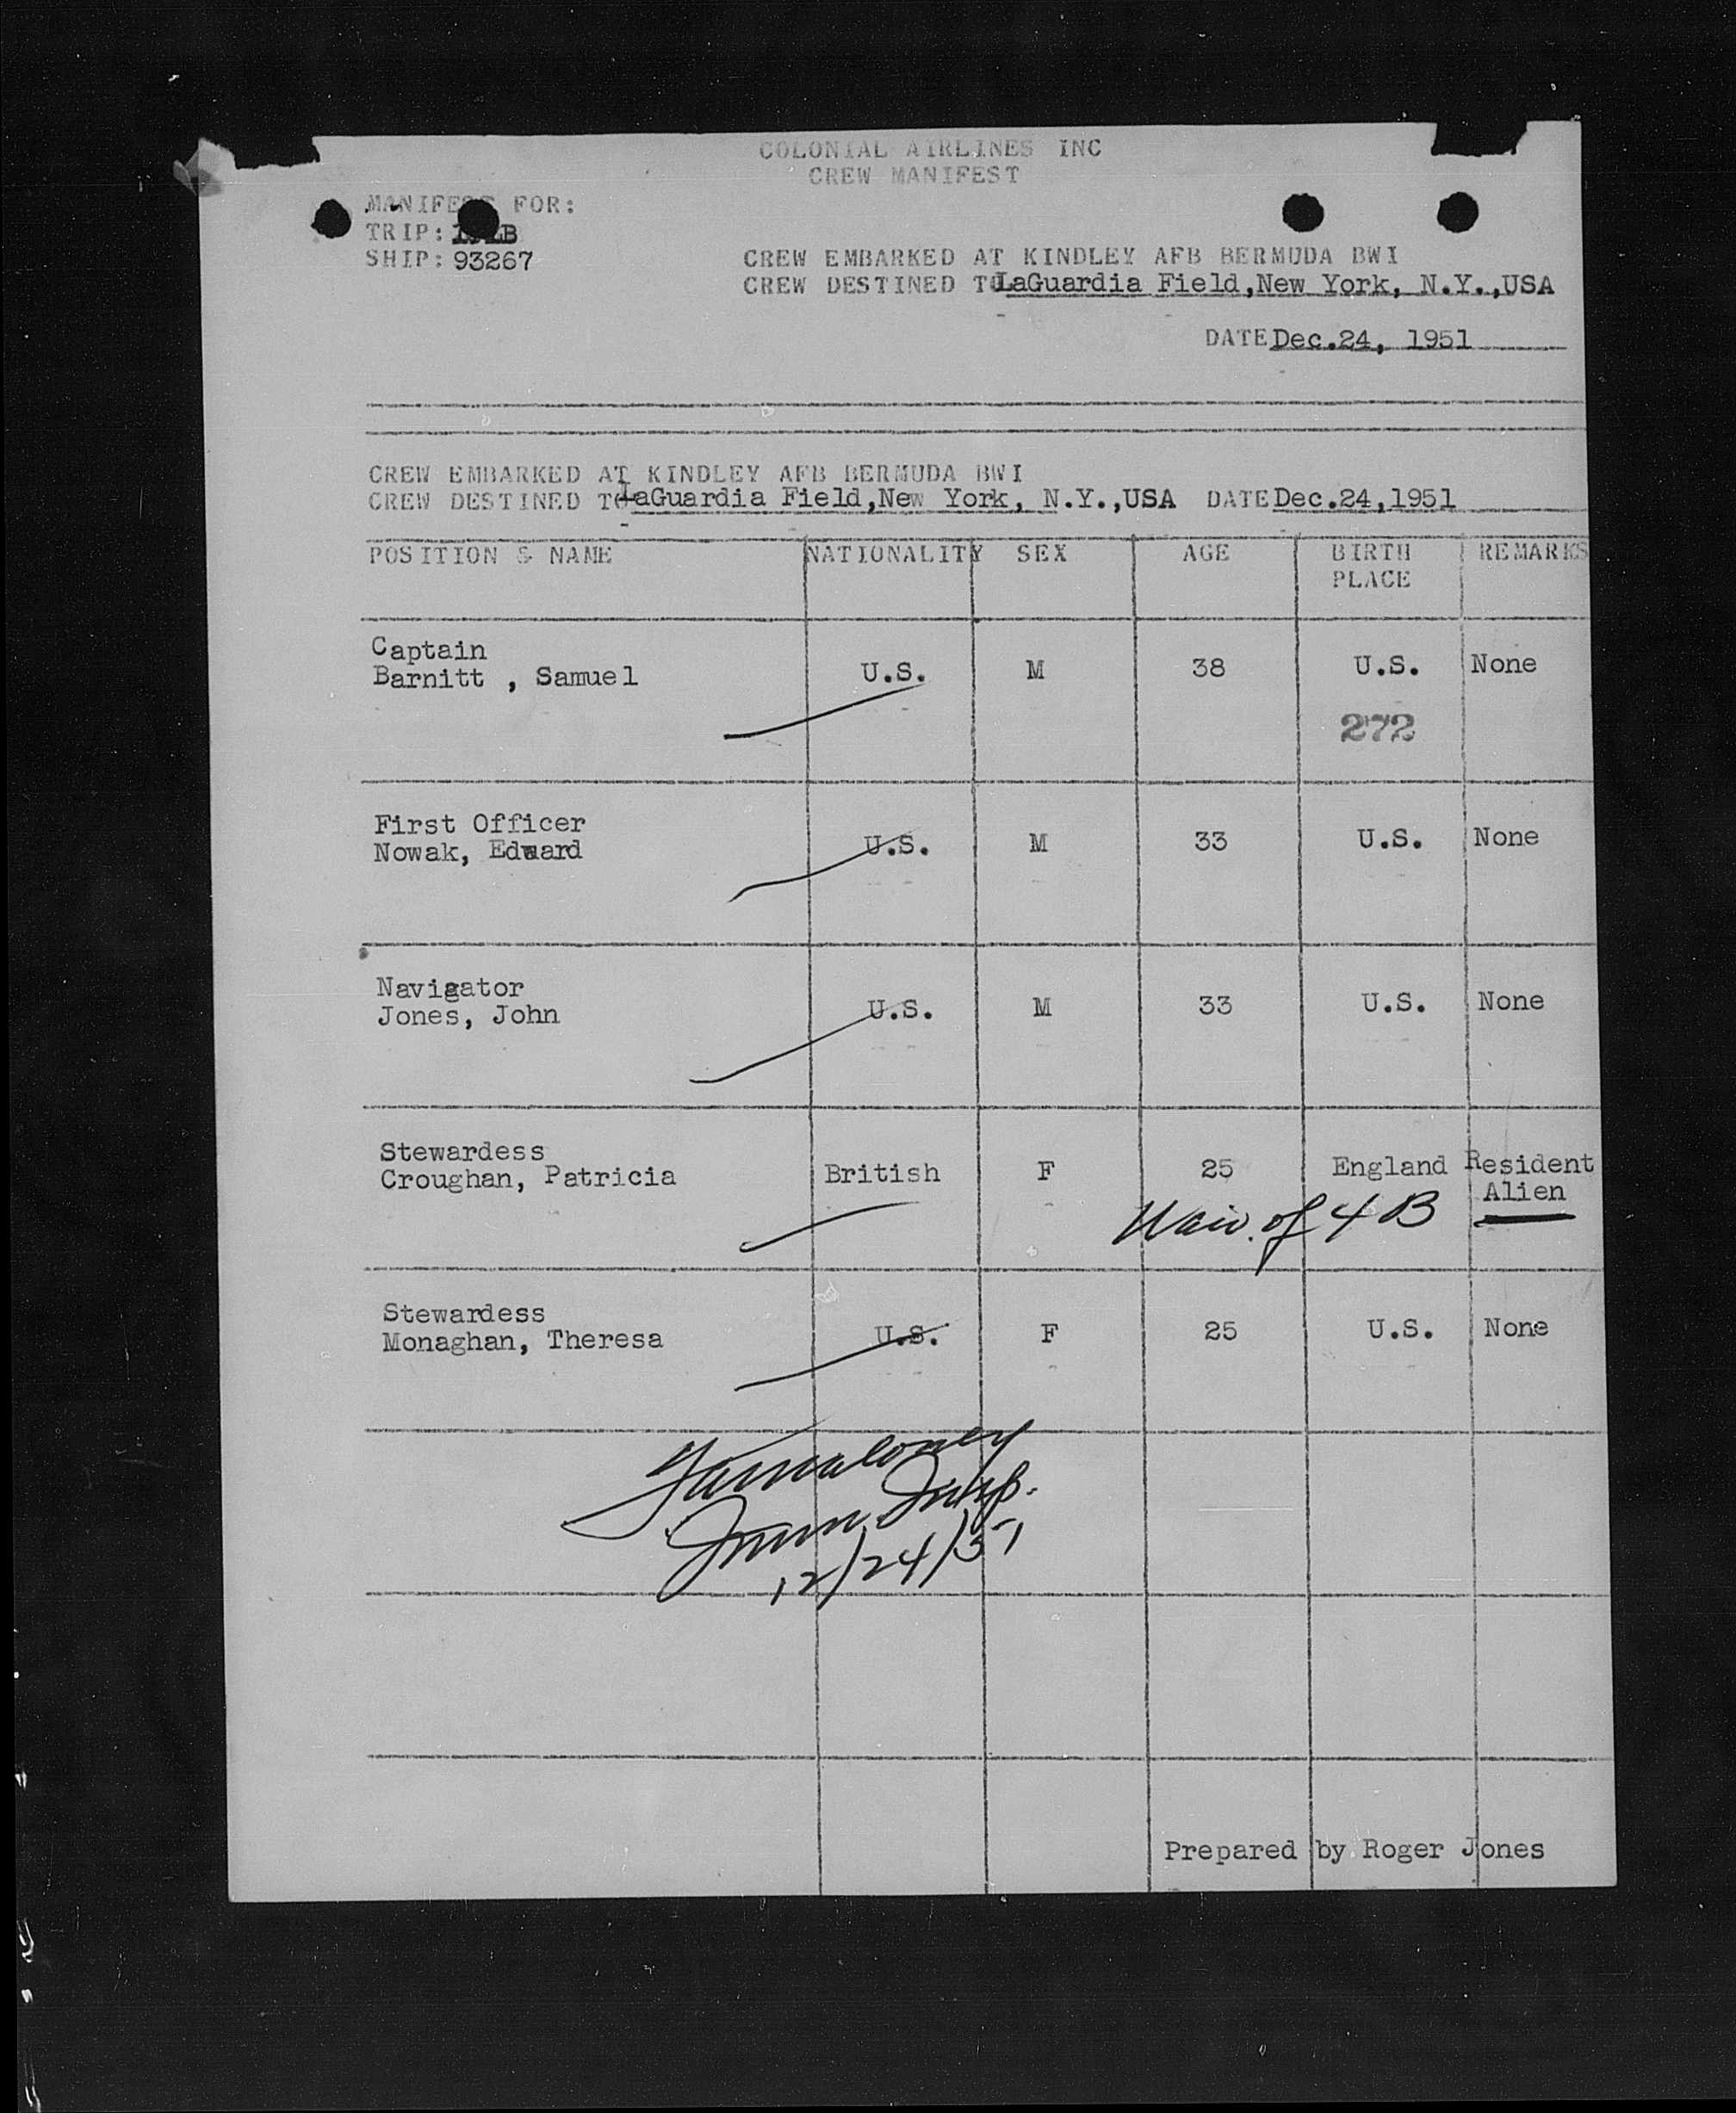 COLONIAL AIRLINES INC
CREW MANIFEST
MANIFEST FOR:
TRIP:
SHIP: 93267
CREW EMBARKED AT KINDLEY AFB BERMUDA BWI
CREW DESTINED TO LaGuardia Field,New York, N.Y.,USA
DATE Dec.24, 1951
CREW EMBARKED AT KINDLEY AFB BERMUDA BWI
CREW DESTINED TO LaGuardia Field,New York, N.Y.,USA DATE Dec.24,1951
POSITION & NAME NATIONALITY SEX AGE BIRTH REMARKS
PLACE
Captain
Barnitt , Samuel U.S. M 38 U.S. None
272
First Officer
Nowak, Edward U.S. M 33 U.S. None
Navigator
Jones, John U.S. M 33 U.S. None
Stewardess
Croughan, Patricia British F 25 England Resident
Alien
Waiv. of 4 B
Stewardess
Monaghan, Theresa U.S. F 25 U.S. None
Imm. Insp.
12/24/51
Prepared by Roger Jones